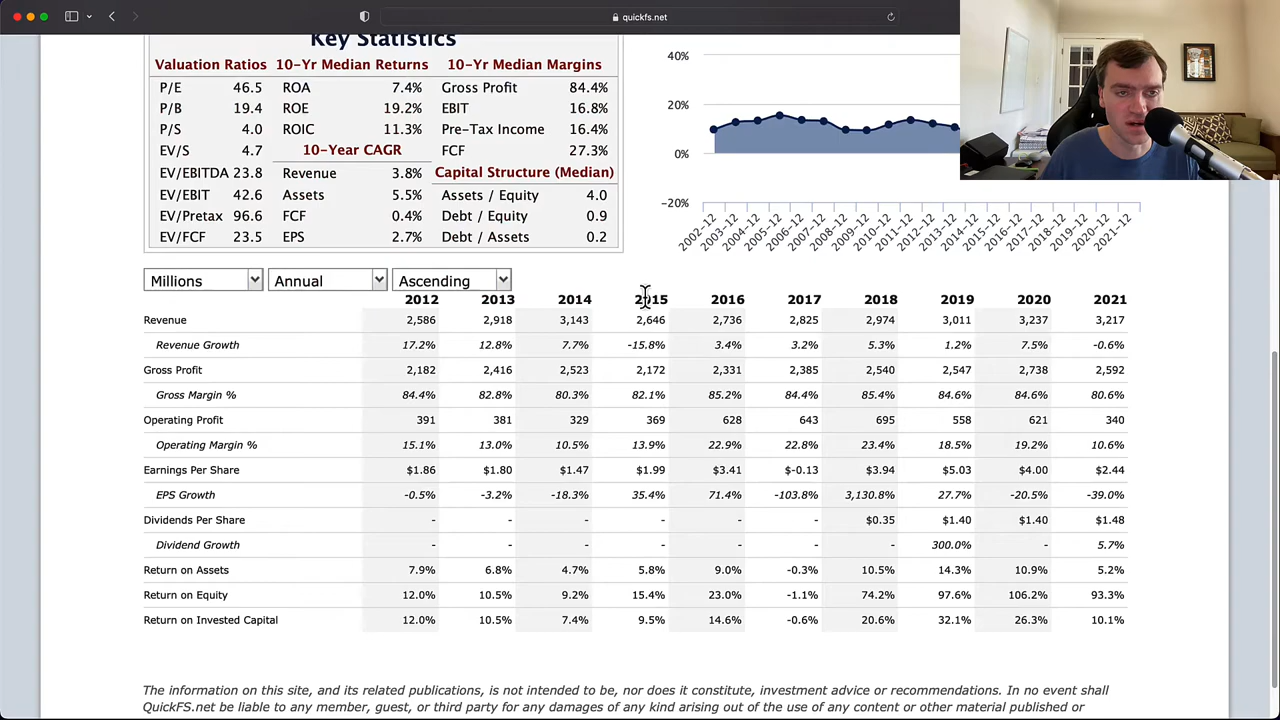 quickfs.net
Key Statistics
Valuation Ratios 10-Yr Median Returns 10-Yr Median Margins
P/E 46.5 ROA 7.4% Gross Profit 84.4%
P/B 19.4 ROE 19.2% EBIT 16.8%
P/S 4.0 ROIC 11.3% Pre-Tax Income 16.4%
EV/S 4.7 10-Year CAGR FCF 27.3%
EV/EBITDA 23.8 Revenue 3.8% Capital Structure (Median)
EV/EBIT 42.6 Assets 5.5% Assets / Equity 4.0
EV/Pretax 96.6 FCF 0.4% Debt / Equity 0.9
EV/FCF 23.5 EPS 2.7% Debt / Assets 0.2
40%
20%
0%
-20%
2002-12 2003-12 2004-12 2005-12 2006-12 2007-12 2008-12 2009-12 2010-12 2011-12 2012-12 2013-12 2014-12 2015-12 2016-12 2017-12 2018-12 2019-12 2020-12 2021-12
Millions Annual Ascending
2012 2013 2014 2015 2016 2017 2018 2019 2020 2021
Revenue 2,586 2,918 3,143 2,646 2,736 2,825 2,974 3,011 3,237 3,217
Revenue Growth 17.2% 12.8% 7.7% -15.8% 3.4% 3.2% 5.3% 1.2% 7.5% -0.6%
Gross Profit 2,182 2,416 2,523 2,172 2,331 2,385 2,540 2,547 2,738 2,592
Gross Margin % 84.4% 82.8% 80.3% 82.1% 85.2% 84.4% 85.4% 84.6% 84.6% 80.6%
Operating Profit 391 381 329 369 628 643 695 558 621 340
Operating Margin % 15.1% 13.0% 10.5% 13.9% 22.9% 22.8% 23.4% 18.5% 19.2% 10.6%
Earnings Per Share $1.86 $1.80 $1.47 $1.99 $3.41 $-0.13 $3.94 $5.03 $4.00 $2.44
EPS Growth -0.5% -3.2% -18.3% 35.4% 71.4% -103.8% 3,130.8% 27.7% -20.5% -39.0%
Dividends Per Share - - - - - - $0.35 $1.40 $1.40 $1.48
Dividend Growth - - - - - - - 300.0% - 5.7%
Return on Assets 7.9% 6.8% 4.7% 5.8% 9.0% -0.3% 10.5% 14.3% 10.9% 5.2%
Return on Equity 12.0% 10.5% 9.2% 15.4% 23.0% -1.1% 74.2% 97.6% 106.2% 93.3%
Return on Invested Capital 12.0% 10.5% 7.4% 9.5% 14.6% -0.6% 20.6% 32.1% 26.3% 10.1%
The information on this site, and its related publications, is not intended to be, nor does it constitute, investment advice or recommendations. In no event shall
QuickFS.net be liable to any member, guest, or third party for any damages of any kind arising out of the use of any content or other material published or